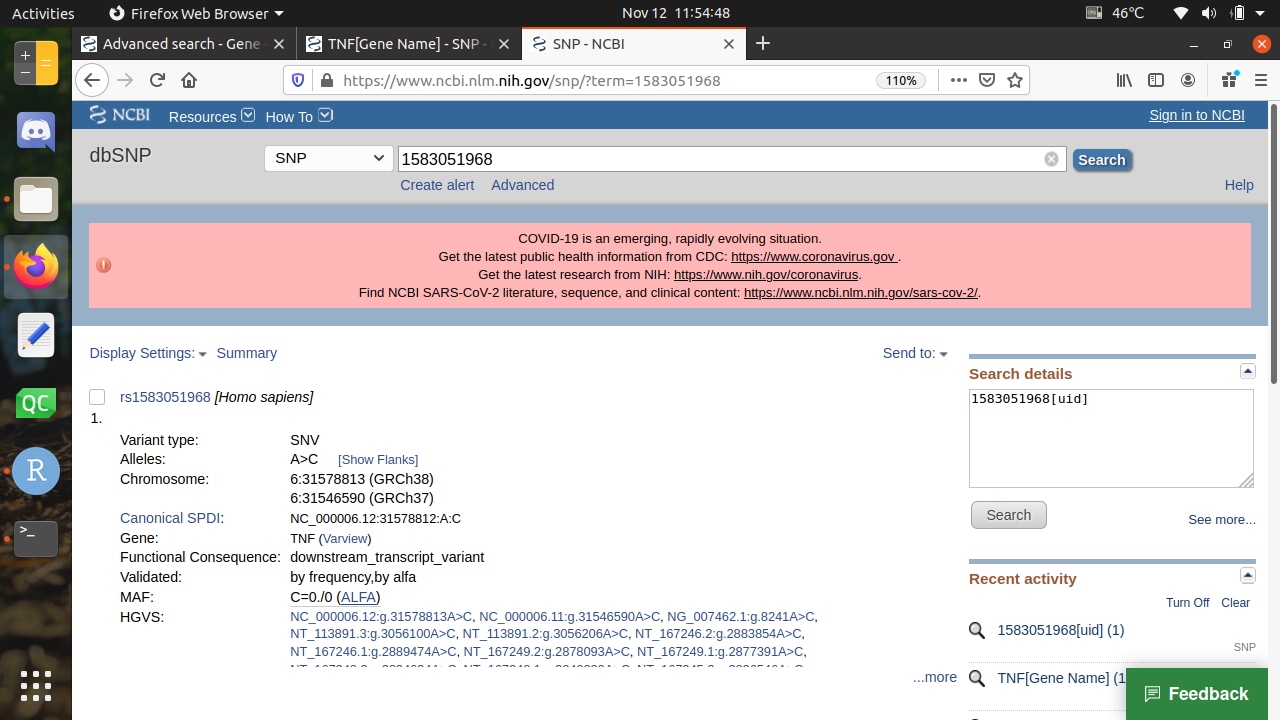 Activities
Firefox Web Browser
Nov 12 11:54:48
46°C
Advanced search - Gene
TNF[Gene Name] - SNP -
SNP - NCBI
https://www.ncbi.nlm.nih.gov/snp/?term=1583051968
110%
NCBI Resources How To
Sign in to NCBI
dbSNP
SNP
1583051968
Search
Create alert Advanced
Help
COVID-19 is an emerging, rapidly evolving situation.
Get the latest public health information from CDC: https://www.coronavirus.gov .
Get the latest research from NIH: https://www.nih.gov/coronavirus.
Find NCBI SARS-CoV-2 literature, sequence, and clinical content: https://www.ncbi.nlm.nih.gov/sars-cov-2/.
Display Settings: Summary
Send to:
rs1583051968 [Homo sapiens]
1.
Variant type: SNV
Alleles: A>C [Show Flanks]
Chromosome: 6:31578813 (GRCh38)
6:31546590 (GRCh37)
Canonical SPDI: NC_000006.12:31578812:A:C
Gene: TNF (Varview)
Functional Consequence: downstream_transcript_variant
Validated: by frequency,by alfa
MAF: C=0./0 (ALFA)
HGVS: NC_000006.12:g.31578813A>C, NC_000006.11:g.31546590A>C, NG_007462.1:g.8241A>C,
NT_113891.3:g.3056100A>C, NT_113891.2:g.3056206A>C, NT_167246.2:g.2883854A>C,
NT_167246.1:g.2889474A>C, NT_167249.2:g.2878093A>C, NT_167249.1:g.2877391A>C,
...more
Search details
1583051968[uid]
Search
See more...
Recent activity
Turn Off Clear
1583051968[uid] (1)
SNP
TNF[Gene Name] (1
Feedback
QC
R
>_